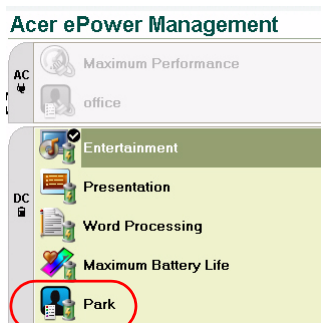 Acer ePower Management
AC
Maximum Performance
office
DC
Entertainment
Presentation
Word Processing
Maximum Battery Life
Park